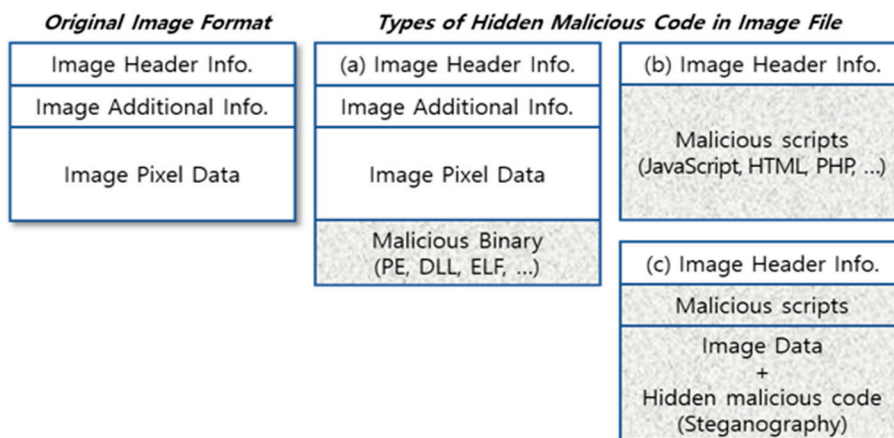 Original Image Format
Types of Hidden Malicious Code in Image File
Image Header Info.
Image Additional Info.
Image Pixel Data
(a) Image Header Info.
Image Additional Info.
Image Pixel Data
Malicious Binary
(PE, DLL, ELF, ...)
(b) Image Header Info.
Malicious scripts
(JavaScript, HTML, PHP, ...)
(c) Image Header Info.
Malicious scripts
Image Data
+
Hidden malicious code
(Steganography)